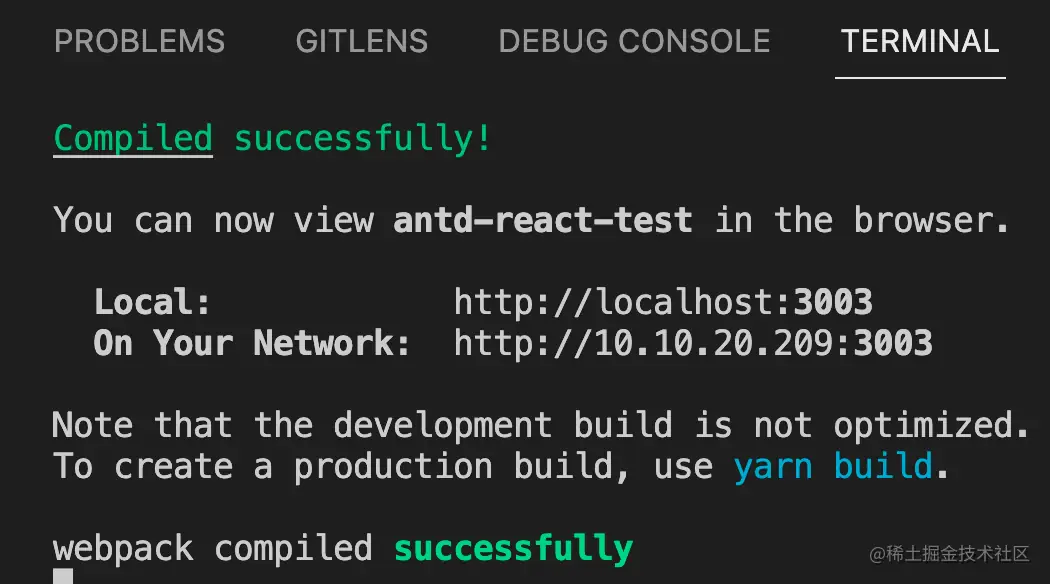 PROBLEMS GITLENS DEBUG CONSOLE TERMINAL
Compiled successfully!
You can now view antd-react-test in the browser.
Local: http://localhost:3003
On Your Network: http://10.10.20.209:3003
Note that the development build is not optimized.
To create a production build, use yarn build.
webpack compiled successfully
@稀土掘金技术社区